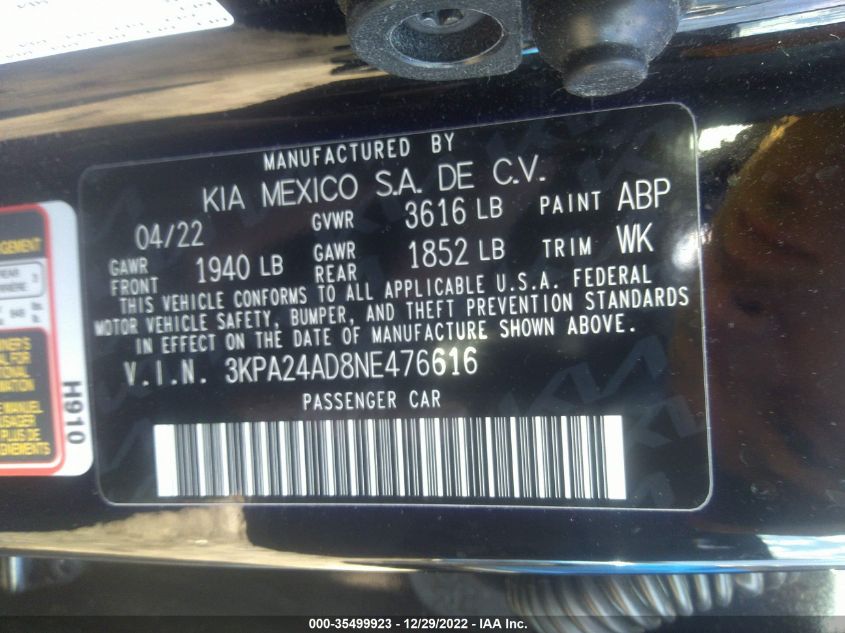 MANUFACTURED BY
KIA MEXICO S.A. DE C.V.
04/22 GVWR 3616 LB PAINT ABP
GAWR FRONT 1940 LB GAWR REAR 1852 LB TRIM WK
THIS VEHICLE CONFORMS TO ALL APPLICABLE U.S.A. FEDERAL
MOTOR VEHICLE SAFETY, BUMPER, AND THEFT PREVENTION STANDARDS
IN EFFECT ON THE DATE OF MANUFACTURE SHOWN ABOVE.
V.I.N. 3KPA24AD8NE476616
PASSENGER CAR
H910
000-35499923 - 12/29/2022 - IAA Inc.